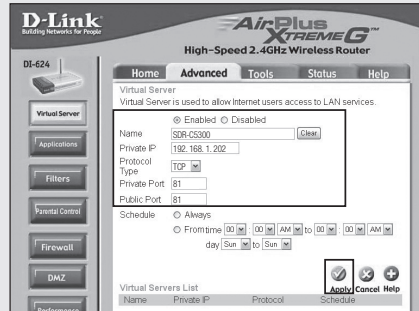 D-Link
Building Networks for People
AirPlus
XTREME G™
High-Speed 2.4GHz Wireless Router
DI-624
Home Advanced Tools Status Help
Virtual Server
Virtual Server is used to allow Internet users access to LAN services.
Virtual Server
Enabled Disabled
Name SDR-C5300 Clear
Applications
Private IP 192.168.1.202
Protocol Type TCP
Filters
Private Port 81
Public Port 81
Parental Control
Schedule Always
From time 00 : 00 AM to 00 : 00 AM
day Sun to Sun
Firewall
DMZ
Apply Cancel Help
Virtual Servers List
Name Private IP Protocol Schedule
Performance